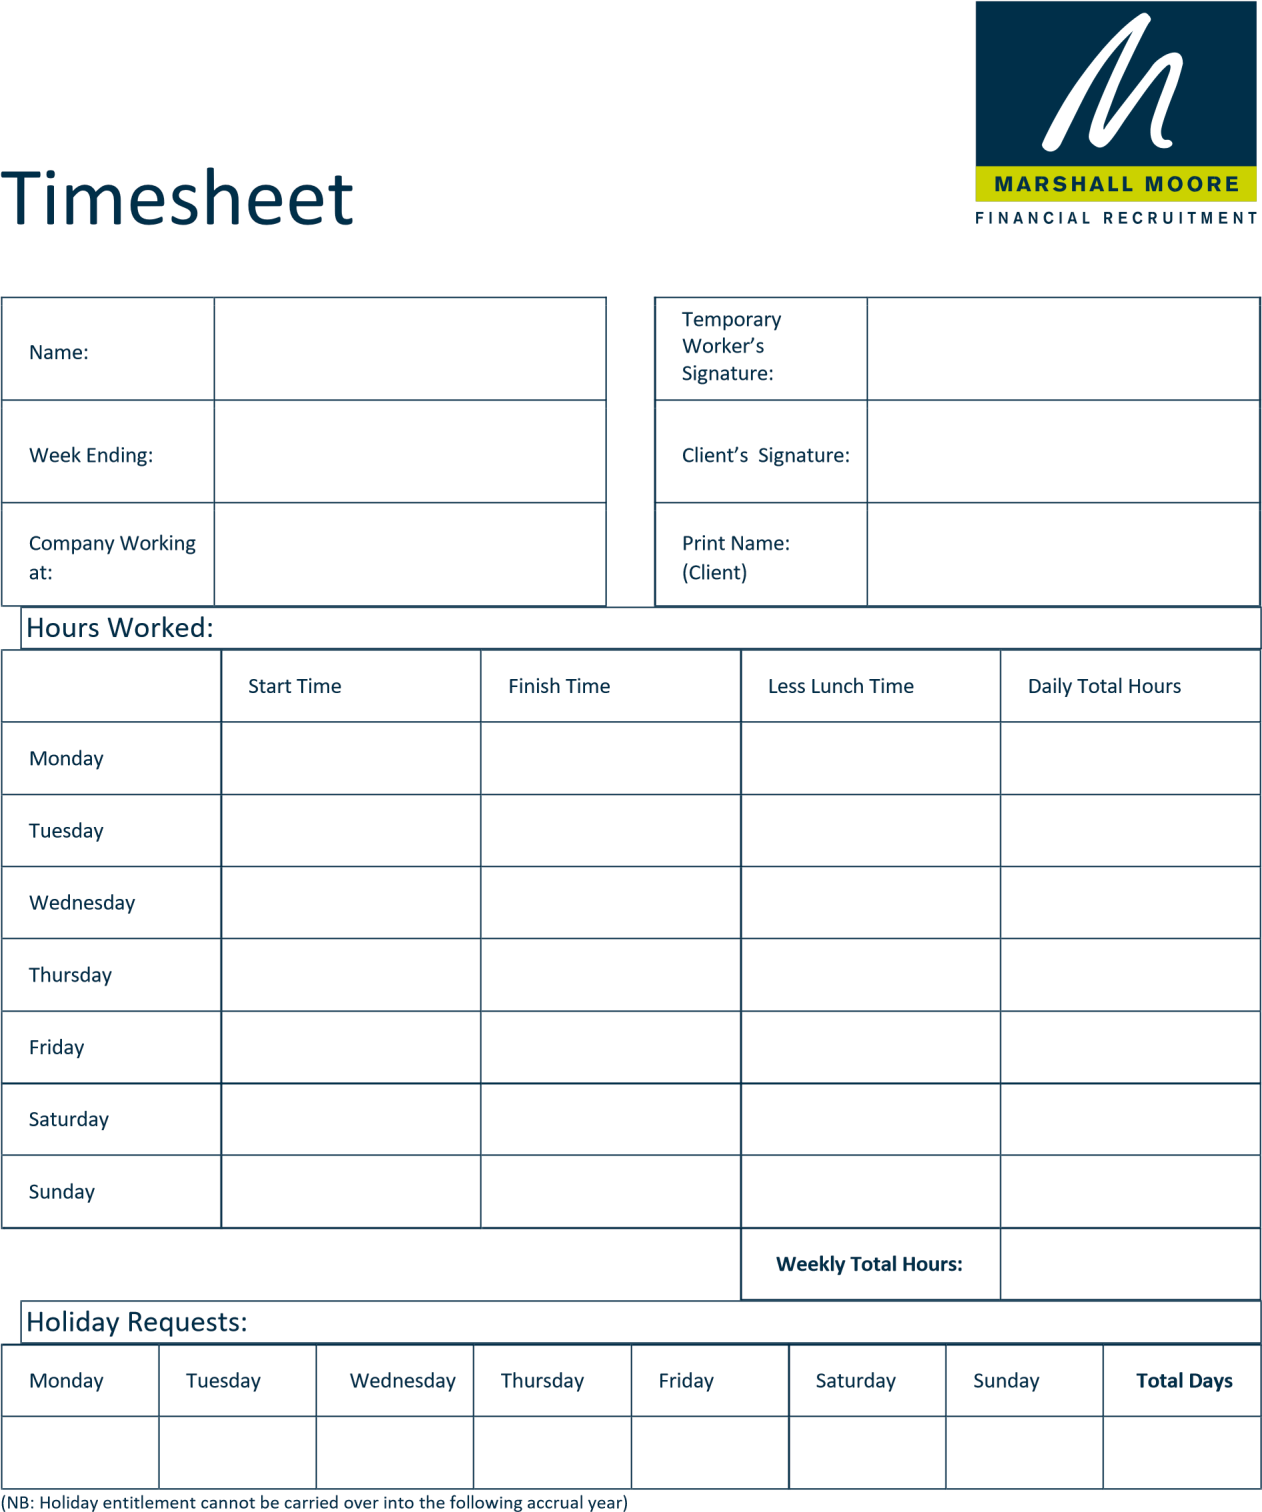 MARSHALL MOORE
FINANCIAL RECRUITMENT
Timesheet
Name:
Week Ending:
Company Working
at:
Temporary
Worker’s
Signature:
Client’s  Signature:
Print Name:
(Client)
Hours Worked:
Start Time Finish Time Less Lunch Time Daily Total Hours
Monday
Tuesday
Wednesday
Thursday
Friday
Saturday
Sunday
Weekly Total Hours:
Holiday Requests:
Monday Tuesday Wednesday Thursday Friday Saturday Sunday Total Days
(NB: Holiday entitlement cannot be carried over into the following accrual year)